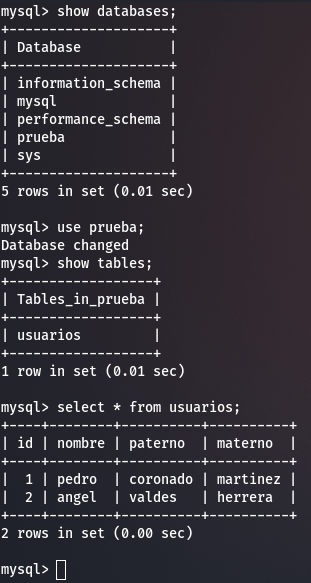 mysql> show databases;
+--------------------+
| Database           |
+--------------------+
| information_schema |
| mysql              |
| performance_schema |
| prueba             |
| sys                |
+--------------------+
5 rows in set (0.01 sec)

mysql> use prueba;
Database changed
mysql> show tables;
+------------------+
| Tables_in_prueba |
+------------------+
| usuarios         |
+------------------+
1 row in set (0.01 sec)

mysql> select * from usuarios;
+----+--------+----------+----------+
| id | nombre | paterno  | materno  |
+----+--------+----------+----------+
|  1 | pedro  | coronado | martinez |
|  2 | angel  | valdes   | herrera  |
+----+--------+----------+----------+
2 rows in set (0.00 sec)

mysql>